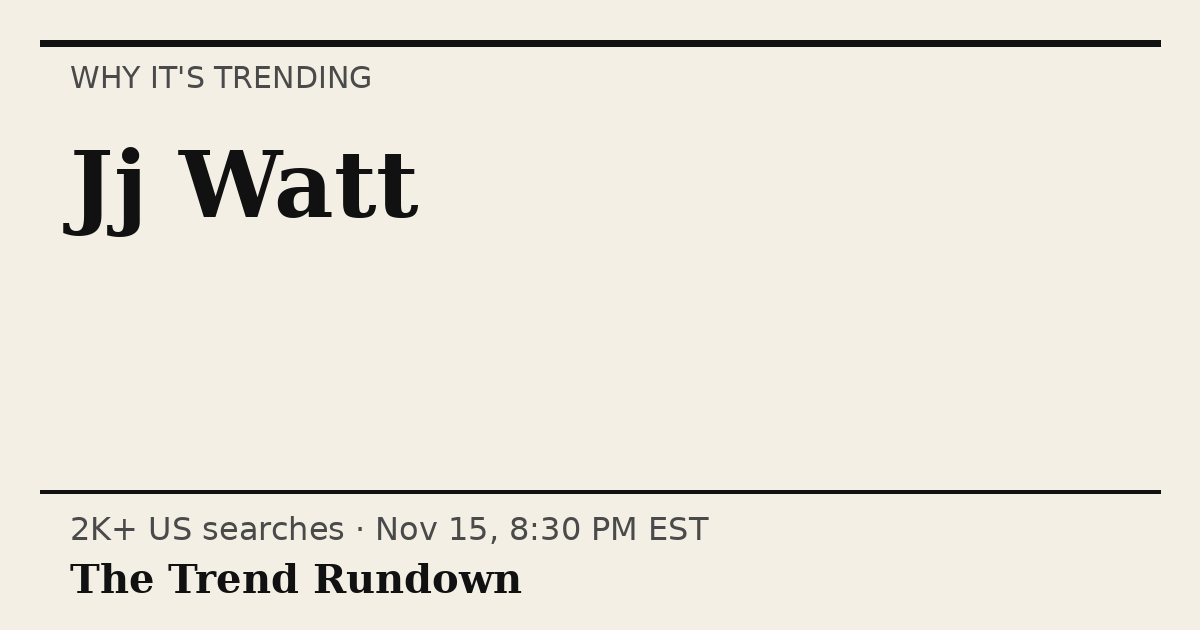 WHY IT'S TRENDING
Jj Watt
2K+ US searches · Nov 15, 8:30 PM EST
The Trend Rundown